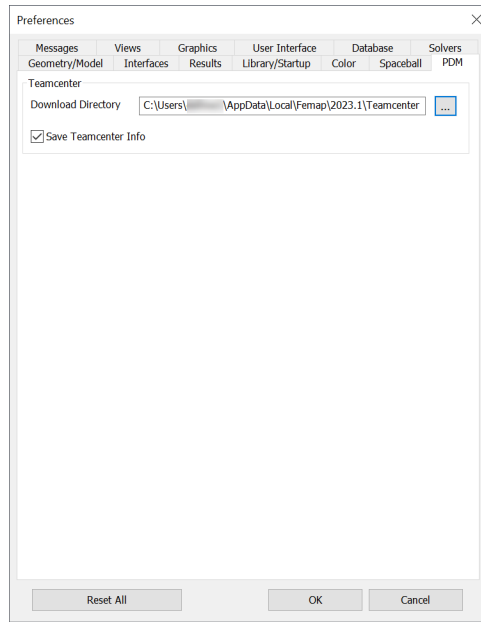 Preferences
Messages Views Graphics User Interface Database Solvers
Geometry/Model Interfaces Results Library/Startup Color Spaceball PDM
Teamcenter
Download Directory C:\Users\ \AppData\Local\Femap\2023.1\Teamcenter ...
Save Teamcenter Info
Reset All OK Cancel